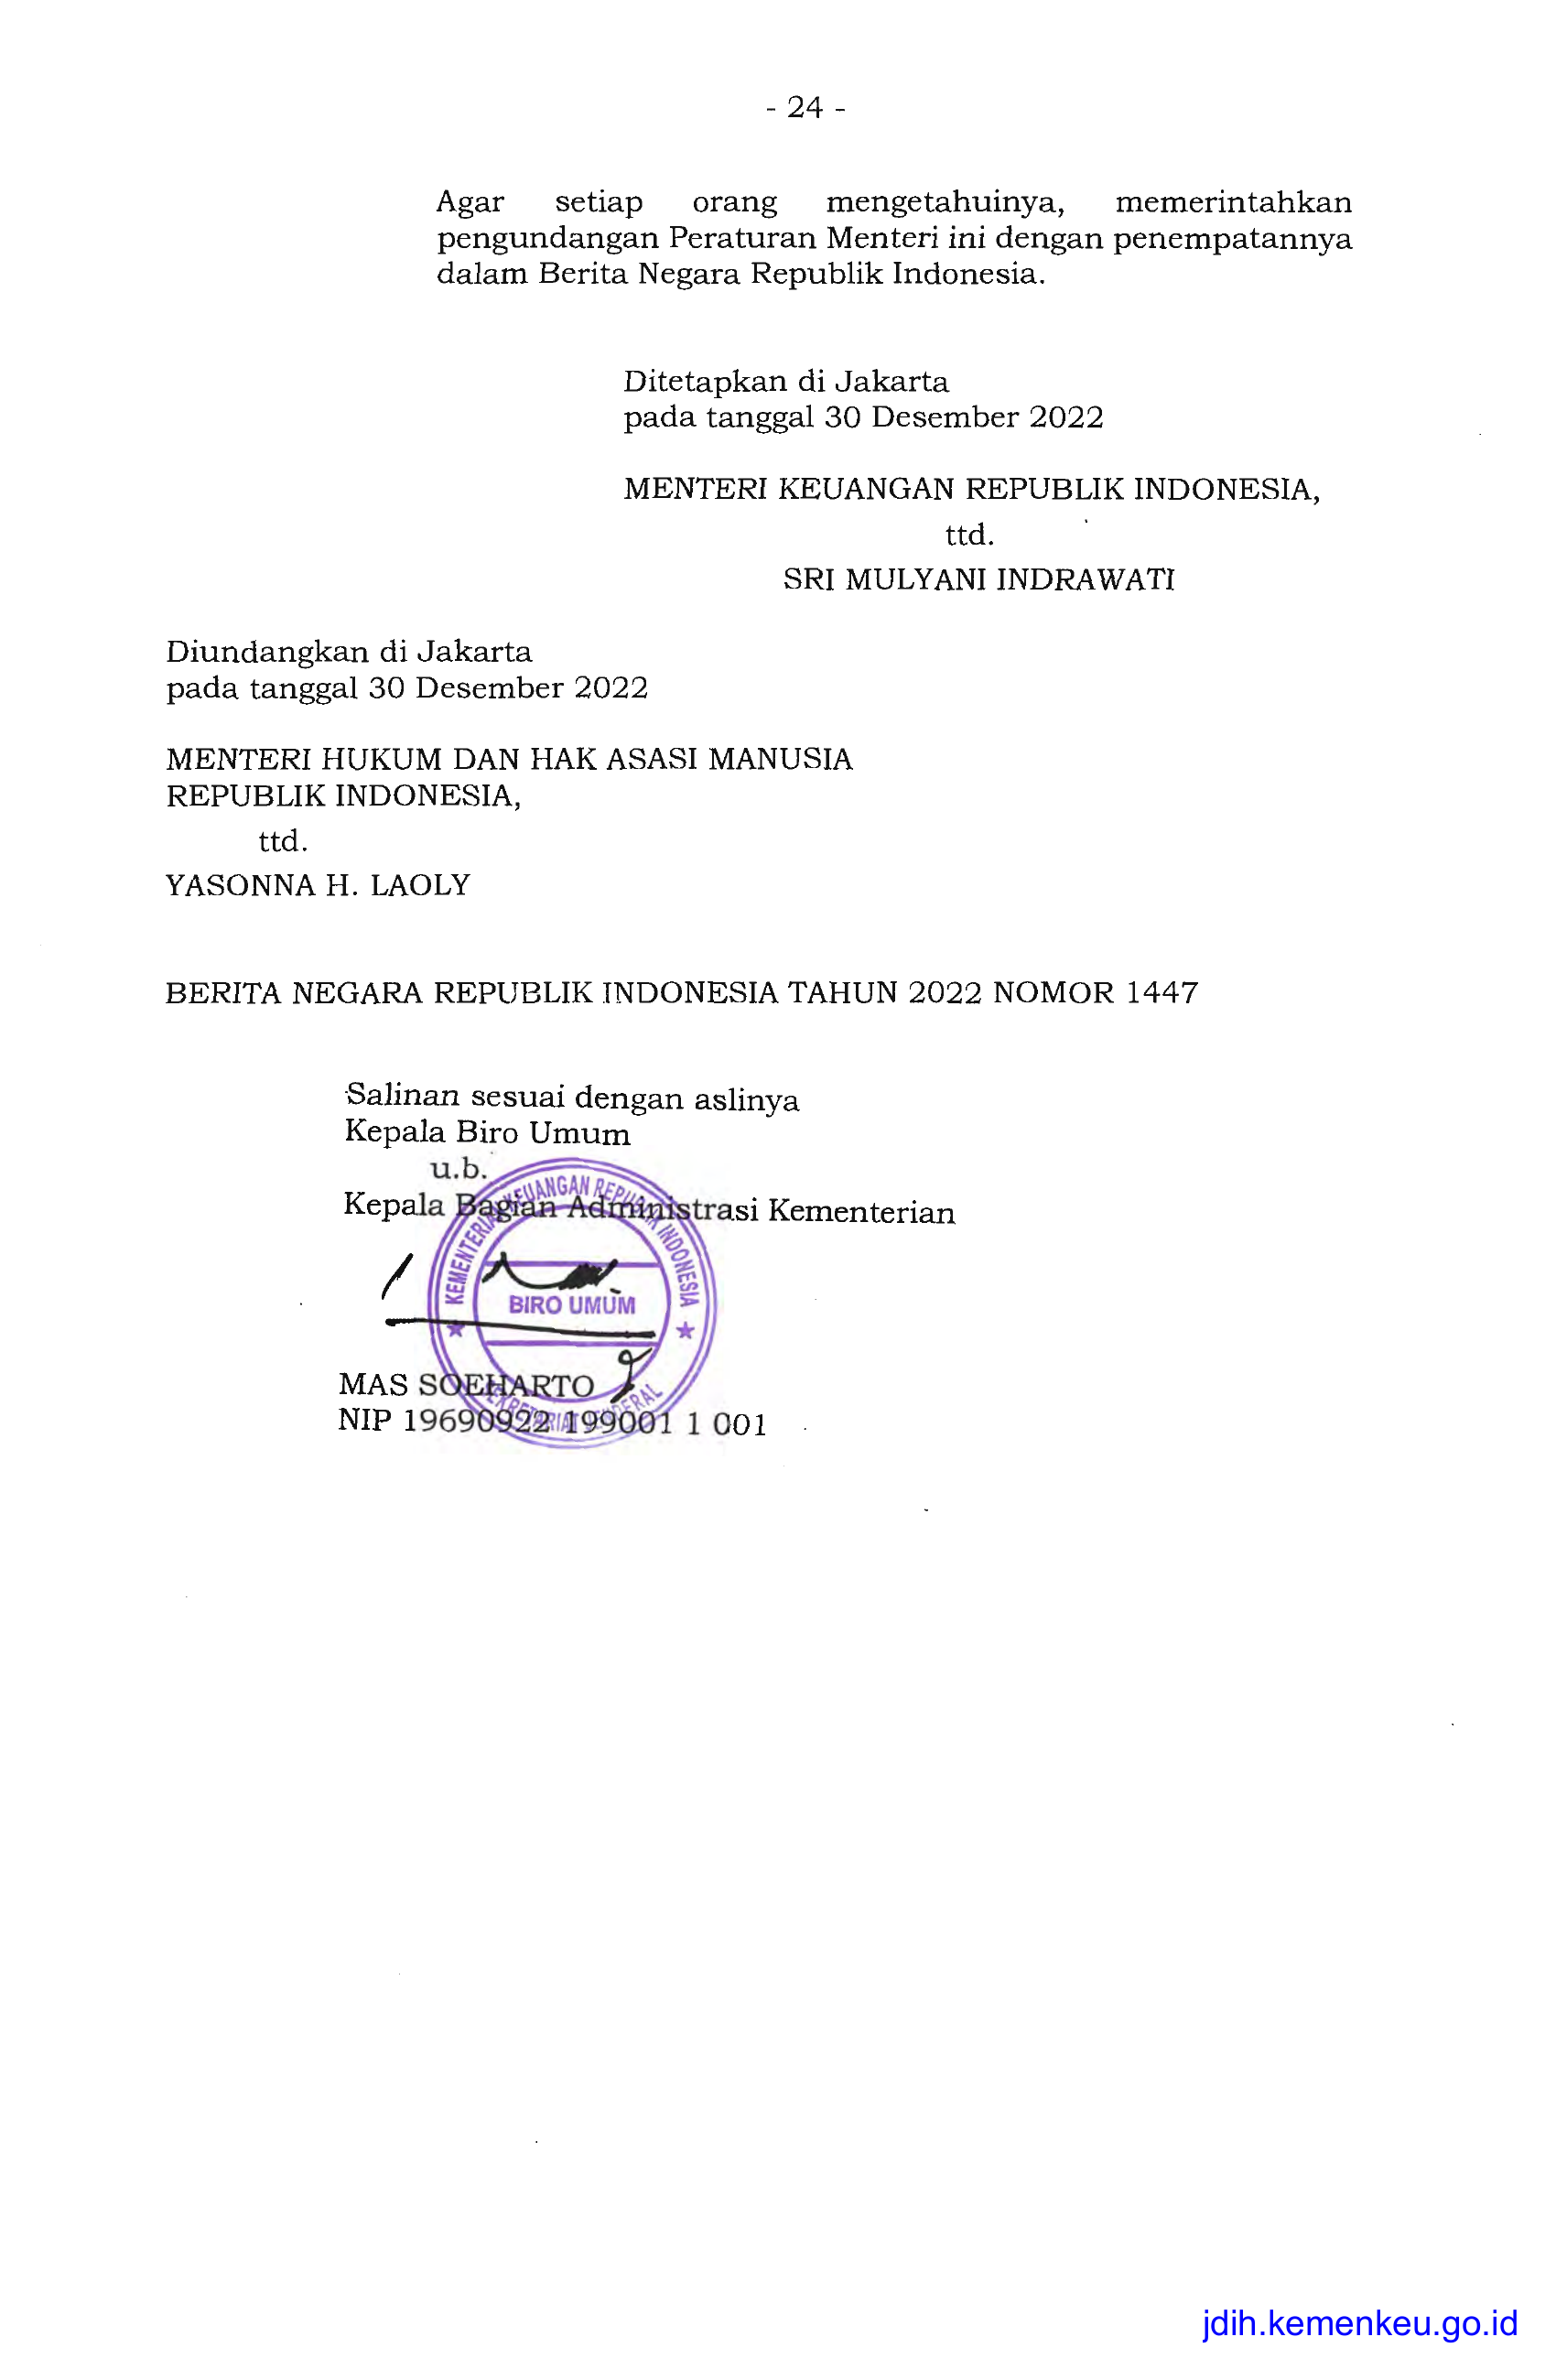 - 24 -
Agar setiap orang mengetahuinya, memerintahkan
pengundangan Peraturan Menteri ini dengan penempatannya
dalam Berita Negara Republik Indonesia.
Ditetapkan di Jakarta
pada tanggal 30 Desember 2022
MENTERI KEUANGAN REPUBLIK INDONESIA,
ttd.
SRI MULYANI INDRAWATI
Diundangkan di Jakarta
pada tanggal 30 Desember 2022
MENTERI HUKUM DAN HAK ASASI MANUSIA
REPUBLIK INDONESIA,
ttd.
YASONNA H. LAOLY
BERITA NEGARA REPUBLIK INDONESIA TAHUN 2022 NOMOR 1447
Salinan sesuai dengan aslinya
Kepala Biro Umum
u.b.
Kepala Bagian Administrasi Kementerian
KEMENTERIAN KEUANGAN REPUBLIK INDONESIA
BIRO UMUM
SEKRETARIAT JENDERAL
MAS SOEHARTO
NIP 19690922 199001 1 001
jdih.kemenkeu.go.id